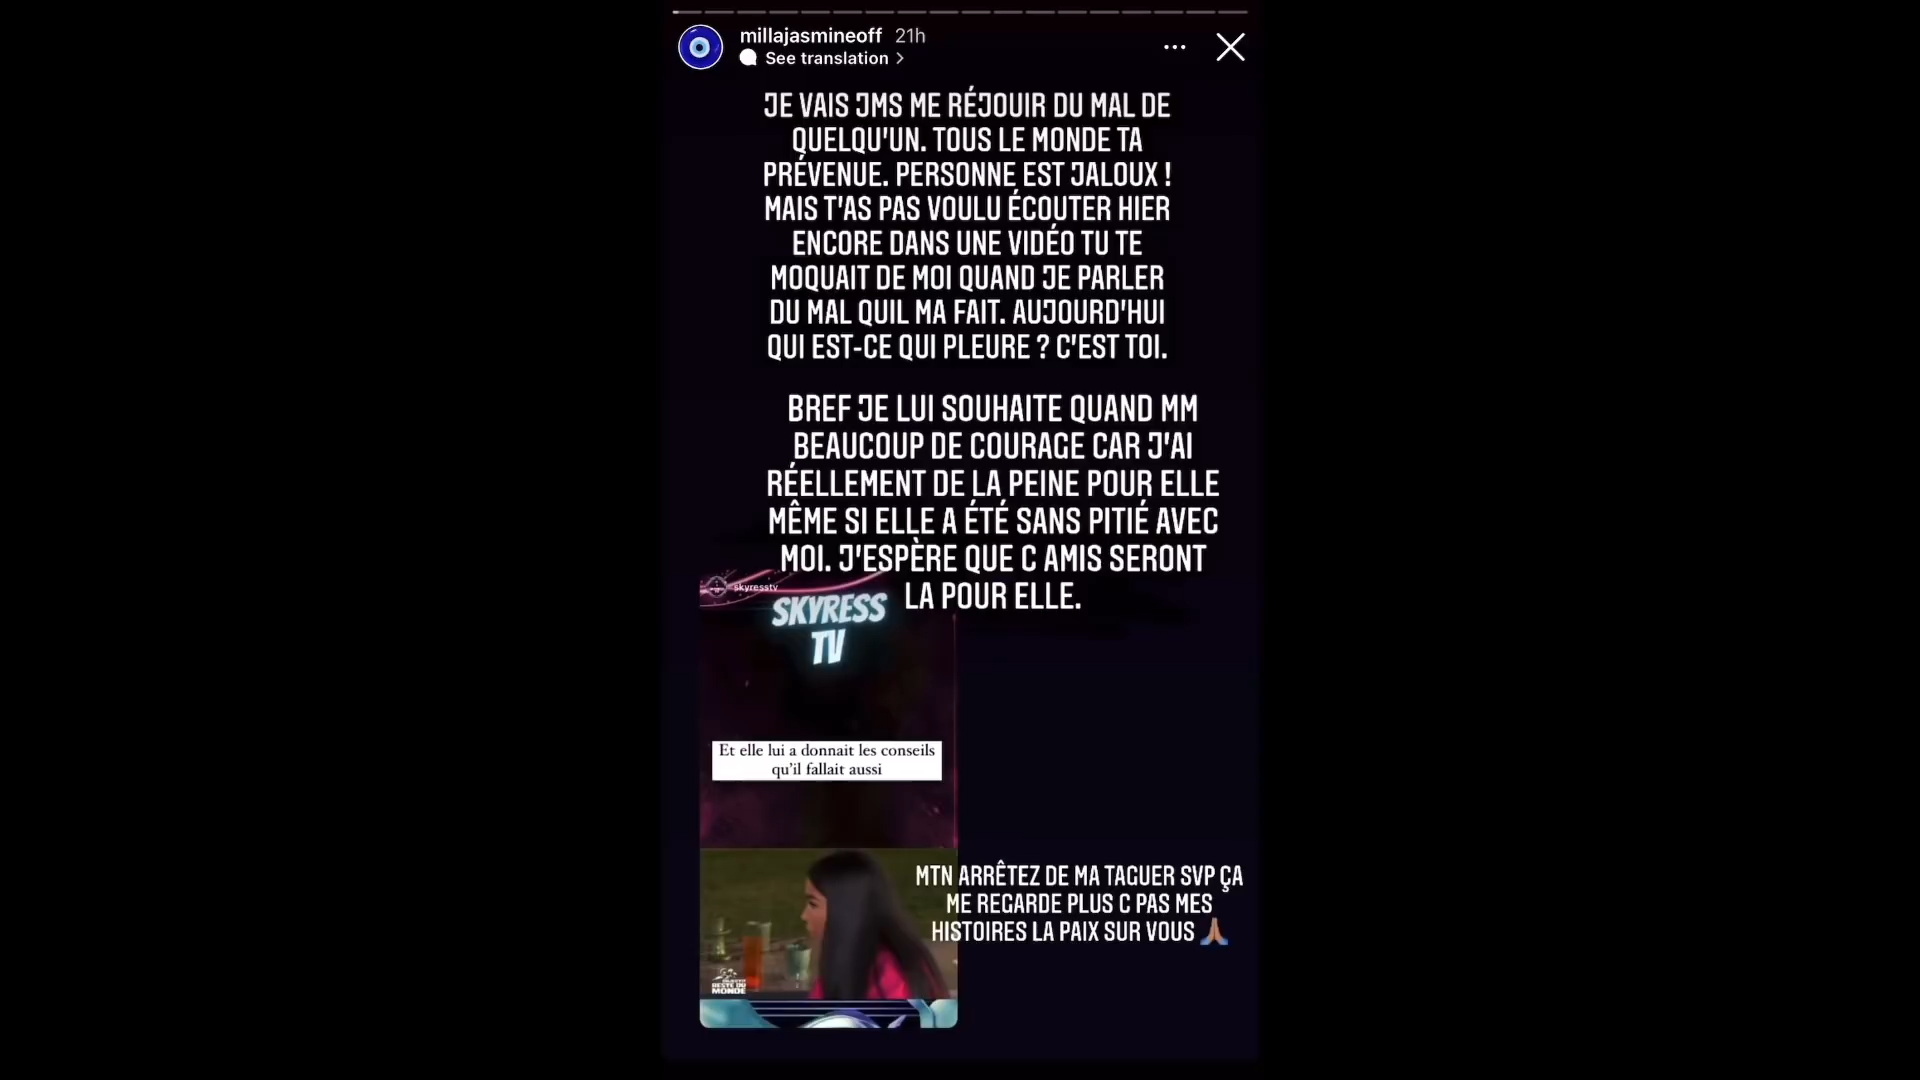 millajasmineoff 21h
See translation >
JE VAIS JMS ME RÉJOUIR DU MAL DE
QUELQU'UN. TOUS LE MONDE TA
PRÉVENUE. PERSONNE EST JALOUX !
MAIS T'AS PAS VOULU ÉCOUTER HIER
ENCORE DANS UNE VIDÉO TU TE
MOQUAIT DE MOI QUAND JE PARLER
DU MAL QUIL MA FAIT. AUJOURD'HUI
QUI EST-CE QUI PLEURE ? C'EST TOI.
BREF JE LUI SOUHAITE QUAND MM
BEAUCOUP DE COURAGE CAR J'AI
RÉELLEMENT DE LA PEINE POUR ELLE
MÊME SI ELLE A ÉTÉ SANS PITIÉ AVEC
MOI. J'ESPÈRE QUE C AMIS SERONT
LA POUR ELLE.
skyresstv
SKYRESS
TV
Et elle lui a donnait les conseils
qu'il fallait aussi
MTN ARRÊTEZ DE MA TAGUER SVP ÇA
ME REGARDE PLUS C PAS MES
HISTOIRES LA PAIX SUR VOUS 🙏🏽
OBJECTIF
RESTE DU
MONDE